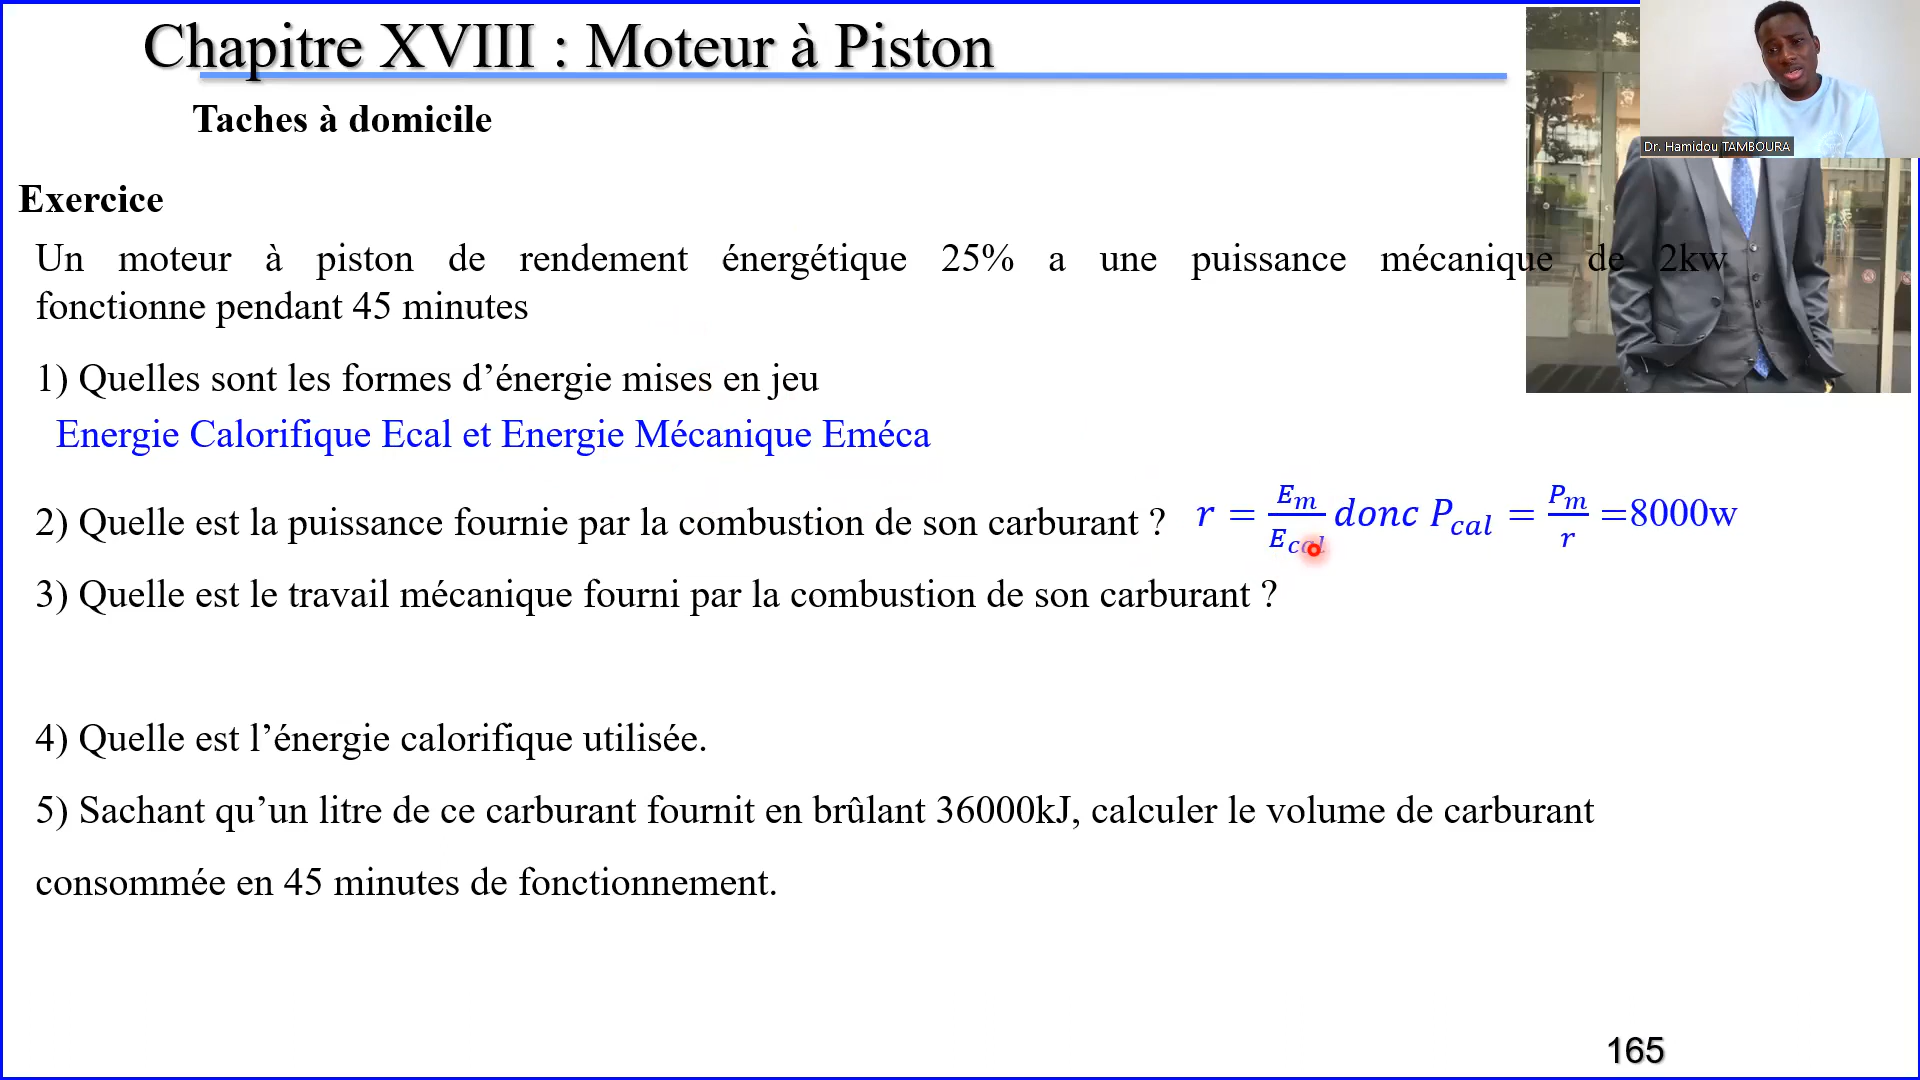 Chapitre XVIII : Moteur à Piston
Dr. Hamidou TAMBOURA
Taches à domicile
Exercice
Un moteur à piston de rendement énergétique 25% a une puissance mécanique de 2kw
fonctionne pendant 45 minutes
1) Quelles sont les formes d’énergie mises en jeu
Energie Calorifique Ecal et Energie Mécanique Eméca
2) Quelle est la puissance fournie par la combustion de son carburant ? r = E_m/E_cal donc P_cal = P_m/r =8000w
3) Quelle est le travail mécanique fourni par la combustion de son carburant ?
4) Quelle est l’énergie calorifique utilisée.
5) Sachant qu’un litre de ce carburant fournit en brûlant 36000kJ, calculer le volume de carburant
consommée en 45 minutes de fonctionnement.
165